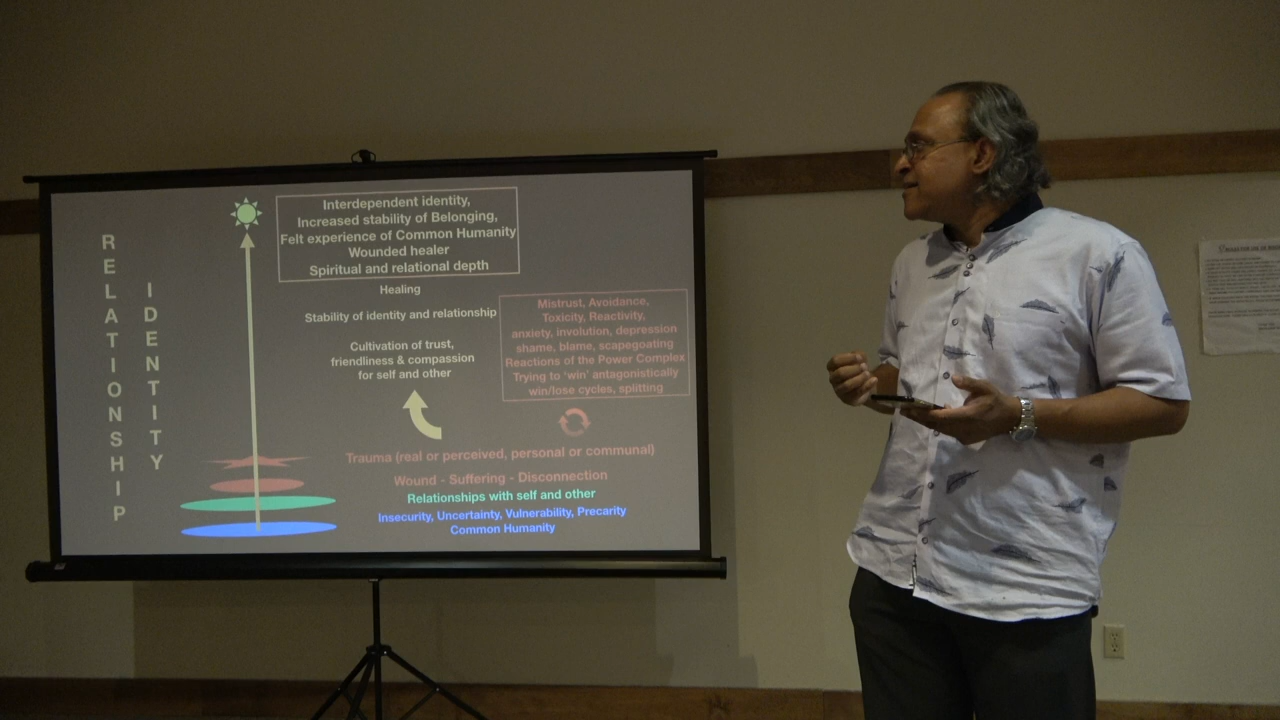 RELATIONSHIP
IDENTITY
Interdependent identity,
Increased stability of Belonging,
Felt experience of Common Humanity
Wounded healer
Spiritual and relational depth
Healing
Stability of identity and relationship
Cultivation of trust,
friendliness & compassion
for self and other
Mistrust, Avoidance,
Toxicity, Reactivity,
anxiety, involution, depression
shame, blame, scapegoating
Reactions of the Power Complex
Trying to ‘win’ antagonistically
win/lose cycles, splitting
Trauma (real or perceived, personal or communal)
Wound - Suffering - Disconnection
Relationships with self and other
Insecurity, Uncertainty, Vulnerability, Precarity
Common Humanity